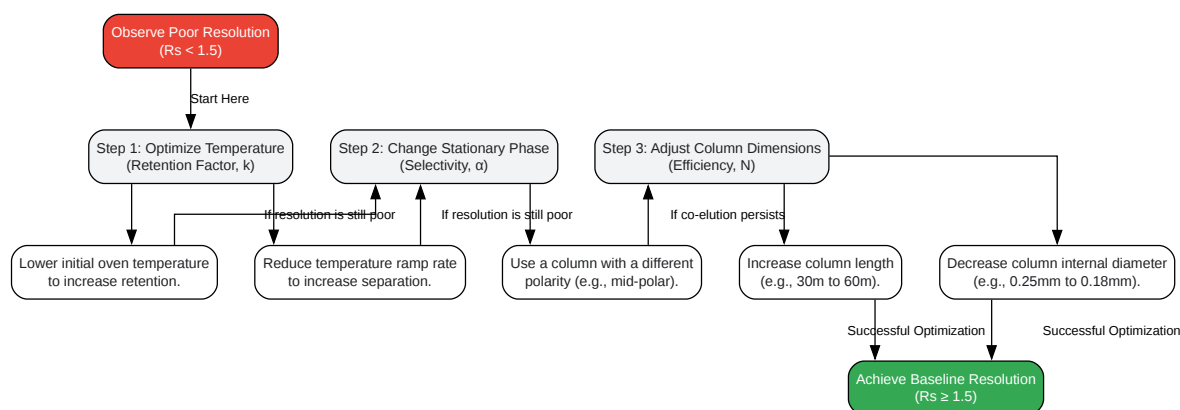 Observe Poor Resolution
(Rs < 1.5)
Start Here
Step 1: Optimize Temperature
(Retention Factor, k)
Step 2: Change Stationary Phase
(Selectivity, α)
Step 3: Adjust Column Dimensions
(Efficiency, N)
If resolution is still poor
If resolution is still poor
If co-elution persists
Lower initial oven temperature
to increase retention.
Reduce temperature ramp rate
to increase separation.
Use a column with a different
polarity (e.g., mid-polar).
Increase column length
(e.g., 30m to 60m).
Decrease column internal diameter
(e.g., 0.25mm to 0.18mm).
Successful Optimization
Successful Optimization
Achieve Baseline Resolution
(Rs ≥ 1.5)